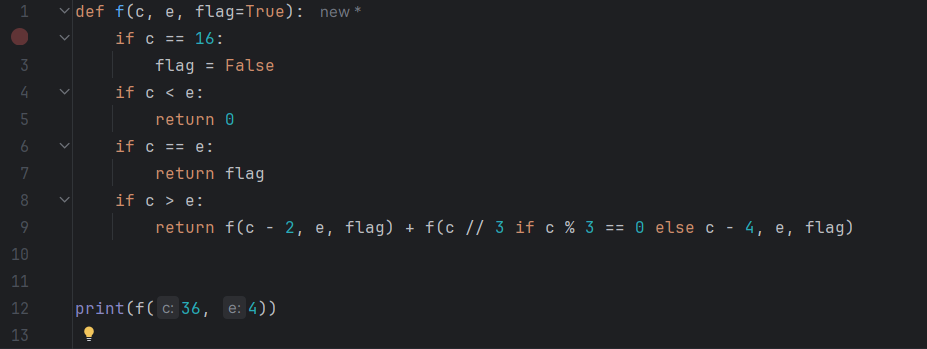 1 def f(c, e, flag=True): new *
if c == 16:
3 flag = False
4 if c < e:
5 return 0
6 if c == e:
7 return flag
8 if c > e:
9 return f(c - 2, e, flag) + f(c // 3 if c % 3 == 0 else c - 4, e, flag)
10
11
12 print(f( c: 36, e: 4))
13